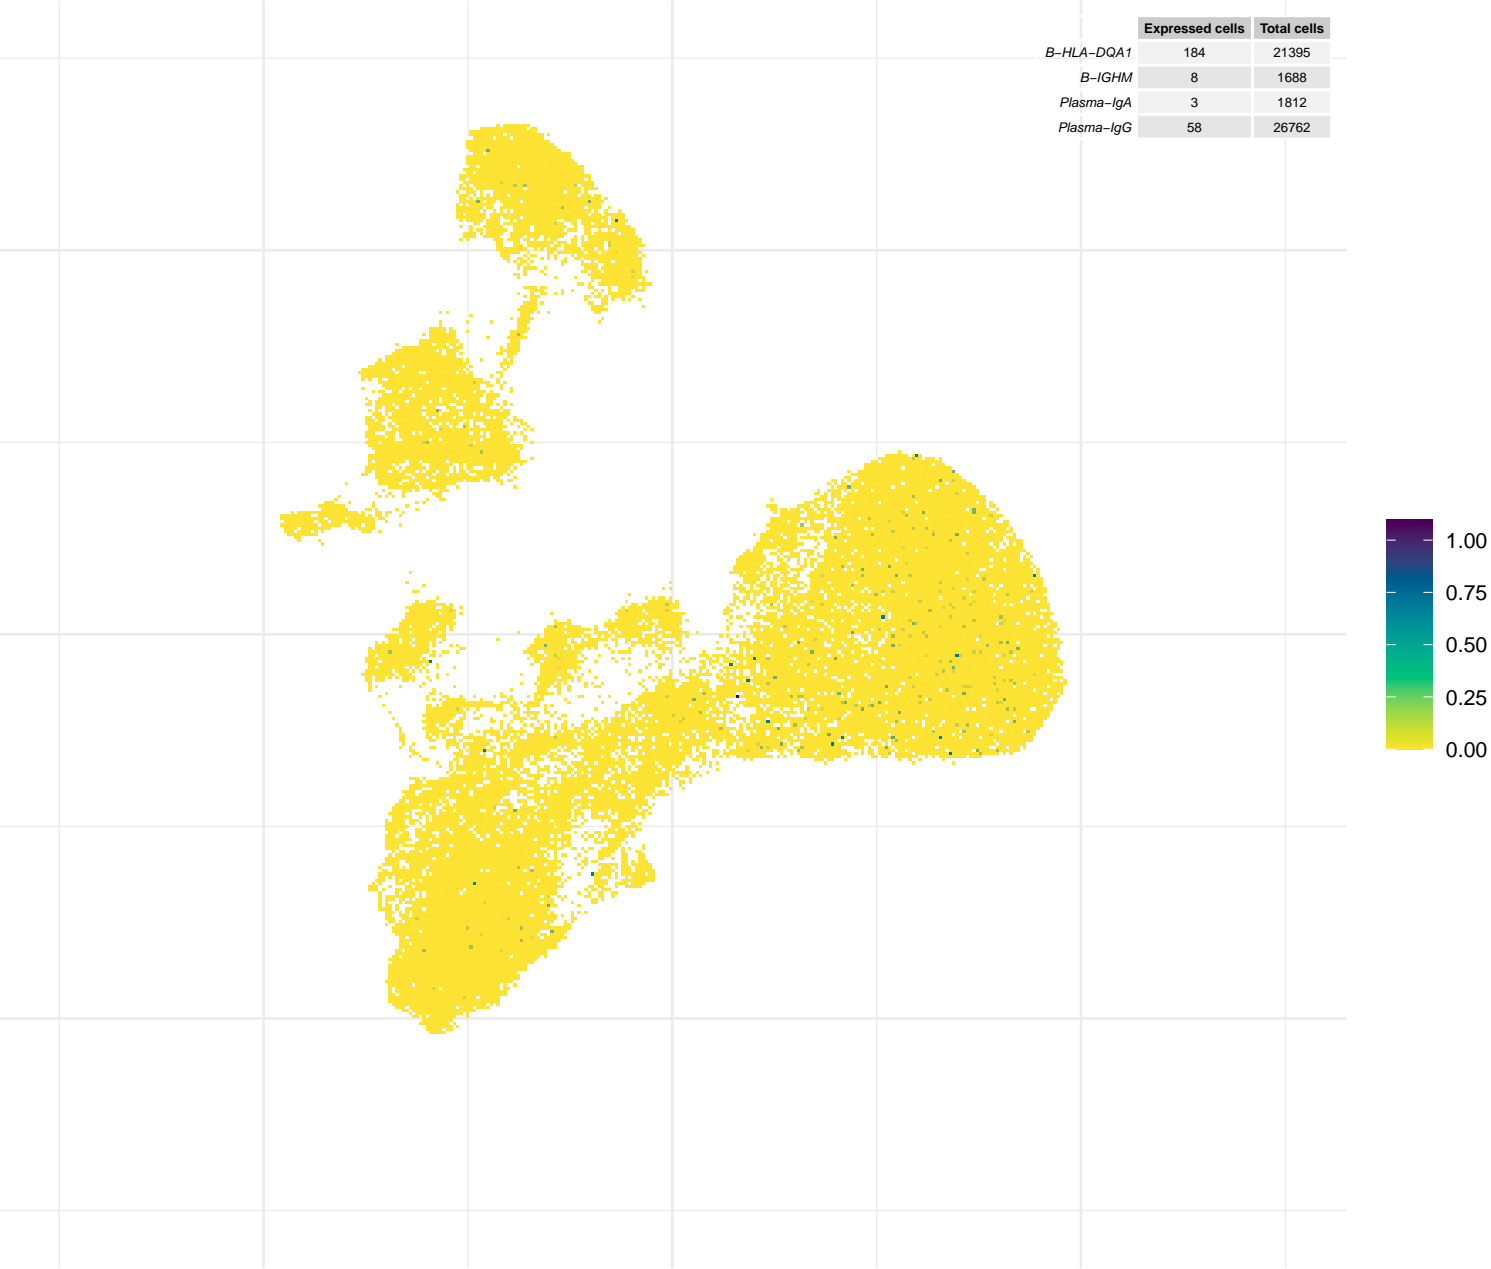 Expressed cells Total cells
B−HLA−DQA1 184 21395
B−IGHM 8 1688
Plasma−IgA 3 1812
Plasma−IgG 58 26762
1.00
0.75
0.50
0.25
0.00